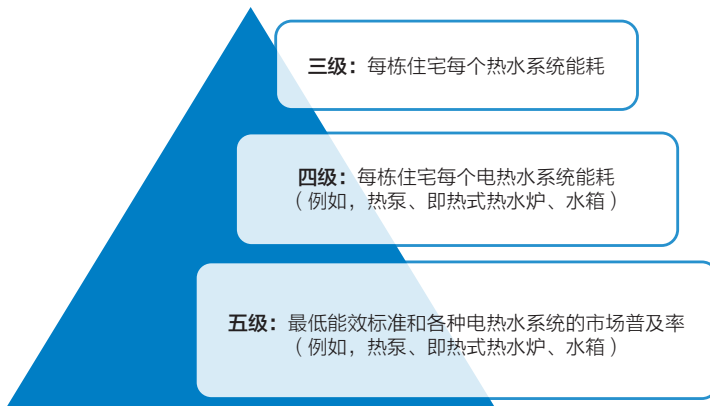 三级：每栋住宅每个热水系统能耗
四级：每栋住宅每个电热水系统能耗
（例如，热泵、即热式热水炉、水箱）
五级：最低能效标准和各种电热水系统的市场普及率
（例如，热泵、即热式热水炉、水箱）